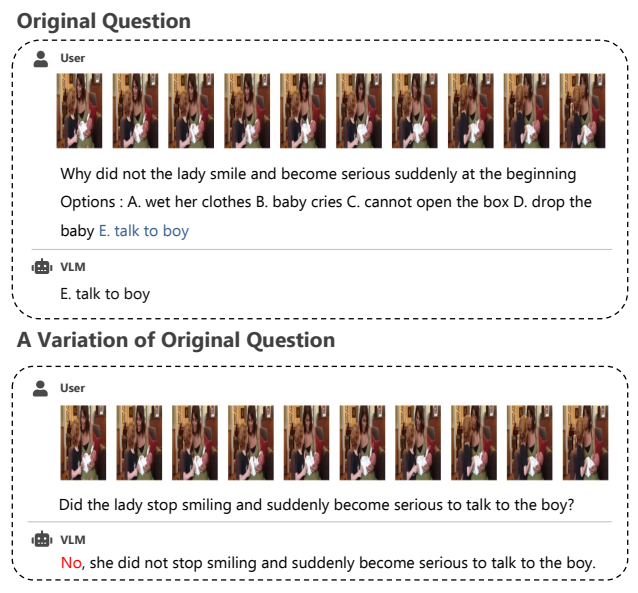 Original Question
User
Why did not the lady smile and become serious suddenly at the beginning
Options : A. wet her clothes B. baby cries C. cannot open the box D. drop the
baby E. talk to boy
VLM
E. talk to boy
A Variation of Original Question
User
Did the lady stop smiling and suddenly become serious to talk to the boy?
VLM
No, she did not stop smiling and suddenly become serious to talk to the boy.